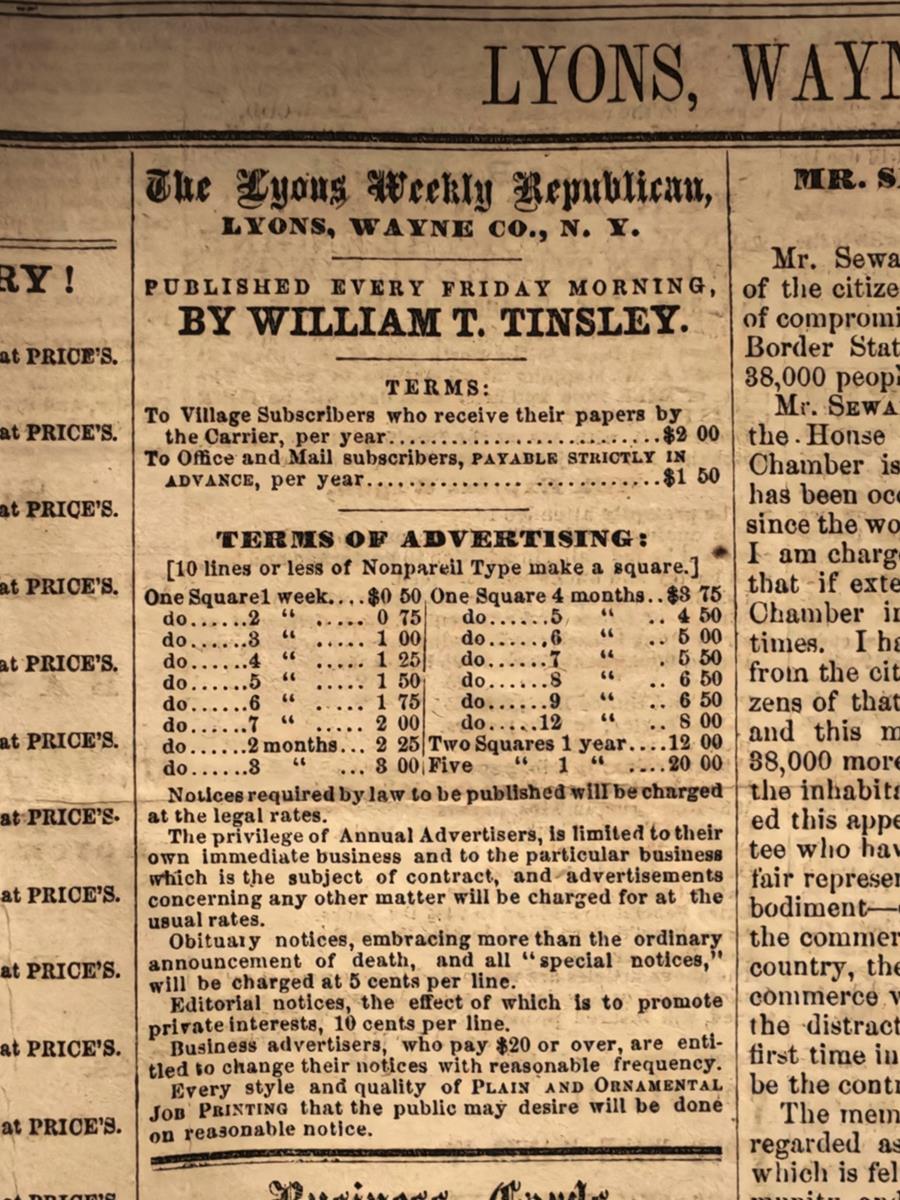 LYONS, WAYN
RY!
at PRICE'S.
at PRICE'S.
at PRICE'S.
at PRICE'S.
at PRICE'S.
at PRICE'S.
at PRICE'S.
at PRICE'S.
at PRICE'S.
at PRICE'S.
at PRICE'S.
The Lyons Weekly Republican,
LYONS, WAYNE CO., N. Y.
PUBLISHED EVERY FRIDAY MORNING,
BY WILLIAM T. TINSLEY.
TERMS:
To Village Subscribers who receive their papers by
the Carrier, per year..........................$2 00
To Office and Mail subscribers, PAYABLE STRICTLY IN
ADVANCE, per year.............. ............$1 50
TERMS OF ADVERTISING:
[10 lines or less of Nonpareil Type make a square.]
One Square1 week....$0 50
do......2 “ ..... 0 75
do......3 “ ..... 1 00
do......4 “ ..... 1 25
do......5 “ ..... 1 50
do......6 “ ..... 1 75
do......7 “ ..... 2 00
do......2 months... 2 25
do......3 “ ... 3 00
One Square 4 months..$3 75
do......5 “ .. 4 50
do......6 “ .. 5 00
do......7 “ . 5 50
do......8 “ .. 6 50
do......9 “ .. 6 50
do.....12 “ .. 8 00
Two Squares 1 year....12 00
Five “ 1 “ ....20 00
Notices required by law to be published will be charged
at the legal rates.
The privilege of Annual Advertisers, is limited to their
own immediate business and to the particular business
which is the subject of contract, and advertisements
concerning any other matter will be charged for at the
usual rates.
Obituary notices, embracing more than the ordinary
announcement of death, and all “special notices,”
will be charged at 5 cents per line.
Editorial notices, the effect of which is to promote
private interests, 10 cents per line.
Business advertisers, who pay $20 or over, are enti-
tled to change their notices with reasonable frequency.
Every style and quality of PLAIN AND ORNAMENTAL
JOB PRINTING that the public may desire will be done
on reasonable notice.
Business Cards
MR. S
Mr. Sewa
of the citize
of compromi
Border Stat
38,000 peopl
Mr. SEWA
the House
Chamber is
has been occ
since the wo
I am charge
that if exte
Chamber in
times. I ha
from the cit
zens of that
and this m
38,000 more
the inhabita
ed this appe
tee who hav
fair represen
bodiment—
the commer
country, the
commerce v
the distract
first time in
be the contr
The mem
regarded as
which is fel